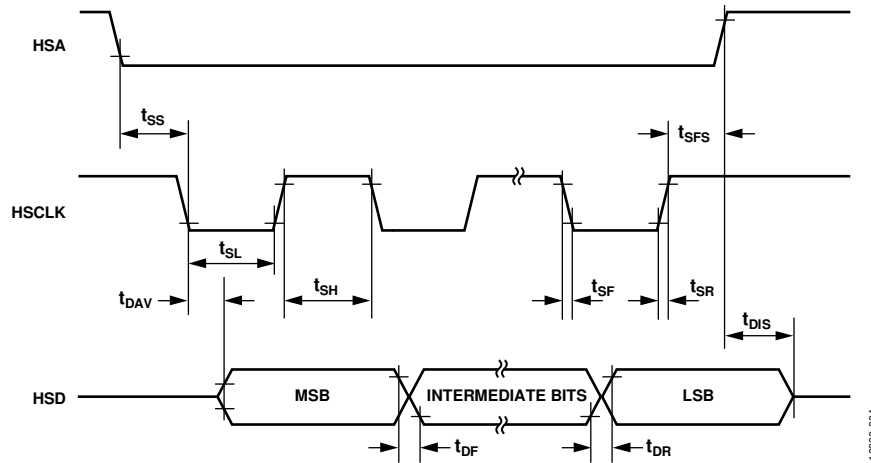 HSA
tSS
tSFS
HSCLK
tSL
tDAV
tSH
tSF
tSR
tDIS
HSD
MSB
INTERMEDIATE BITS
LSB
tDF
tDR